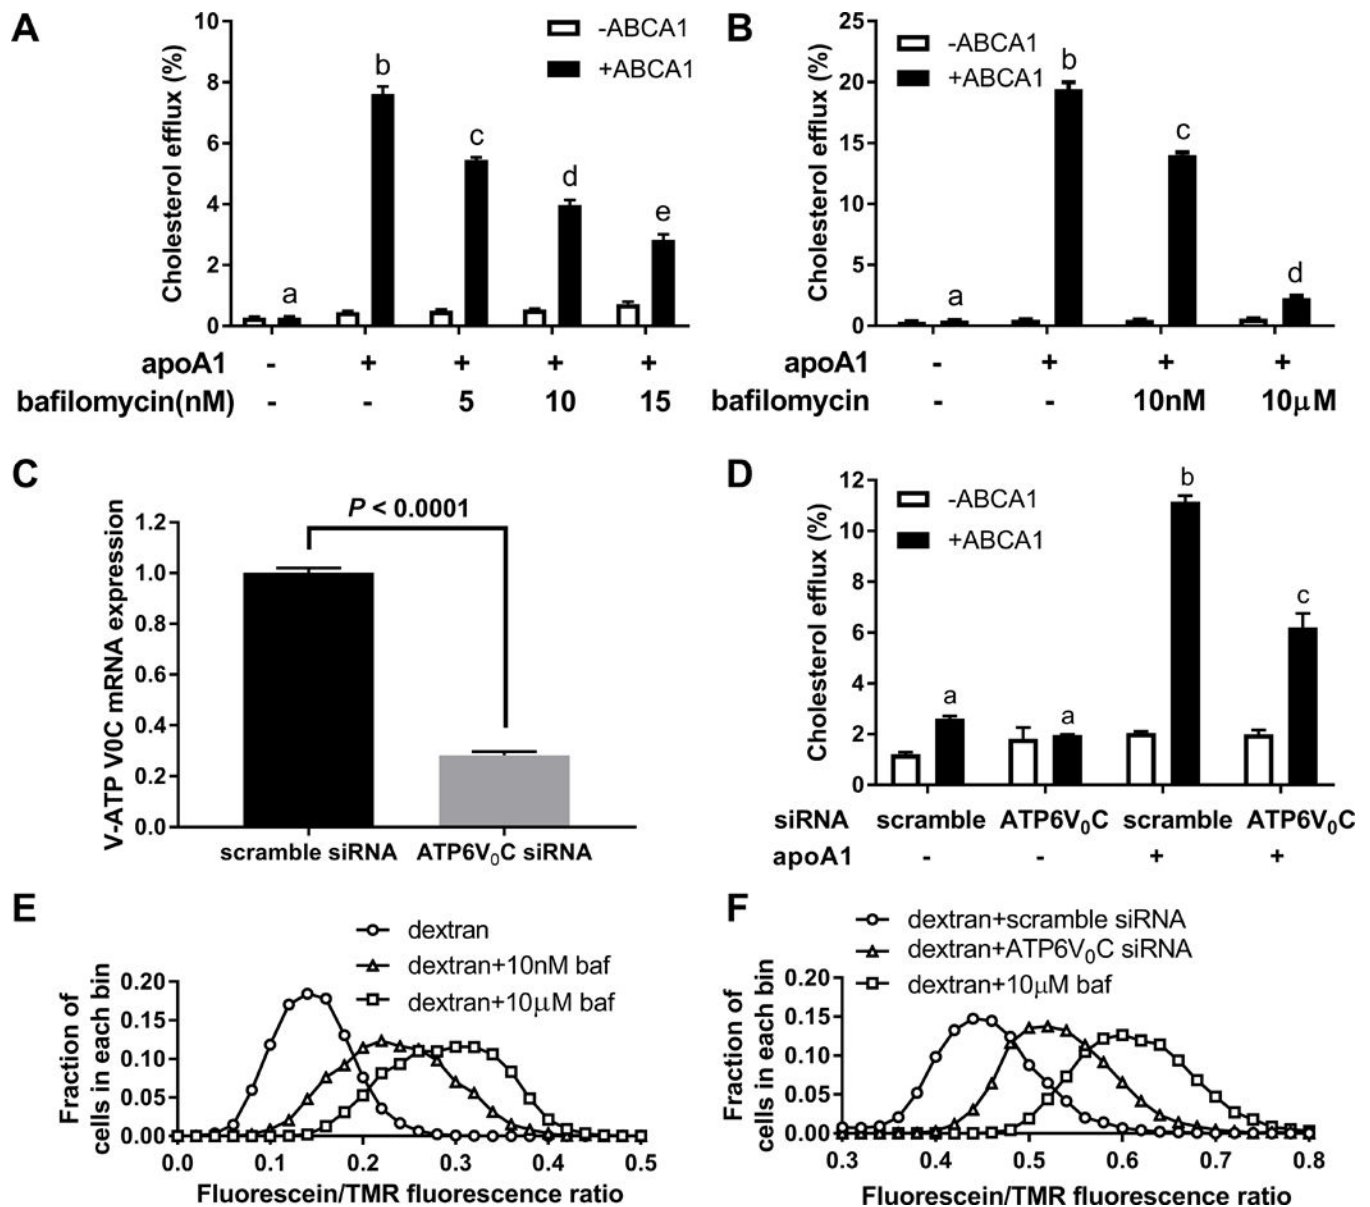 A
Cholesterol efflux (%)
10
8
6
4
2
0
-ABCA1
+ABCA1
a
b
c
d
e
apoA1 - + + + +
bafilomycin(nM) - - 5 10 15
B
Cholesterol efflux (%)
25
20
15
10
5
0
-ABCA1
+ABCA1
a
b
c
d
apoA1 - + + +
bafilomycin - - 10nM 10μM
C
V-ATP V0C mRNA expression
1.2
1.0
0.8
0.6
0.4
0.2
0.0
P < 0.0001
scramble siRNA ATP6V₀C siRNA
D
Cholesterol efflux (%)
12
10
8
6
4
2
0
-ABCA1
+ABCA1
a
a
b
c
siRNA scramble ATP6V₀C scramble ATP6V₀C
apoA1 - - + +
E
Fraction of
cells in each bin
dextran
dextran+10nM baf
dextran+10μM baf
0.20
0.15
0.10
0.05
0.00
0.0 0.1 0.2 0.3 0.4 0.5
Fluorescein/TMR fluorescence ratio
F
Fraction of
cells in each bin
dextran+scramble siRNA
dextran+ATP6V₀C siRNA
dextran+10μM baf
0.20
0.15
0.10
0.05
0.00
0.3 0.4 0.5 0.6 0.7 0.8
Fluorescein/TMR fluorescence ratio